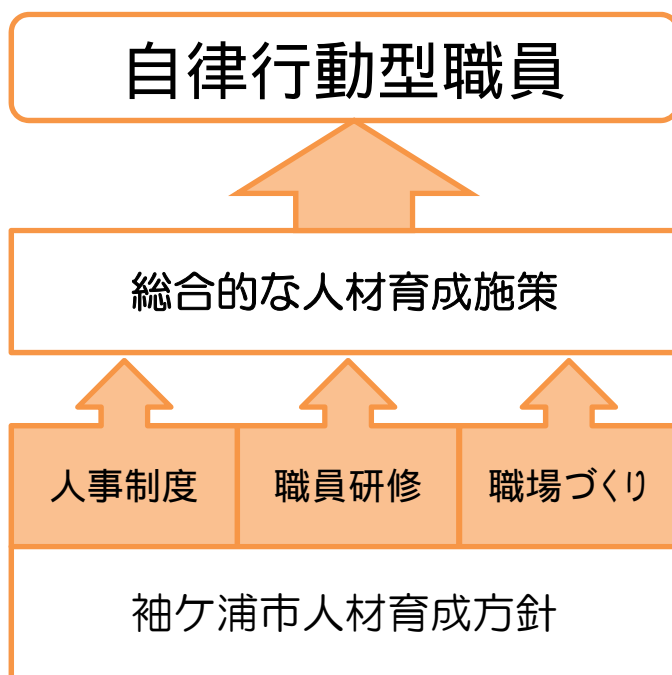 自律行動型職員
総合的な人材育成施策
人事制度
職員研修
職場づくり
袖ケ浦市人材育成方針